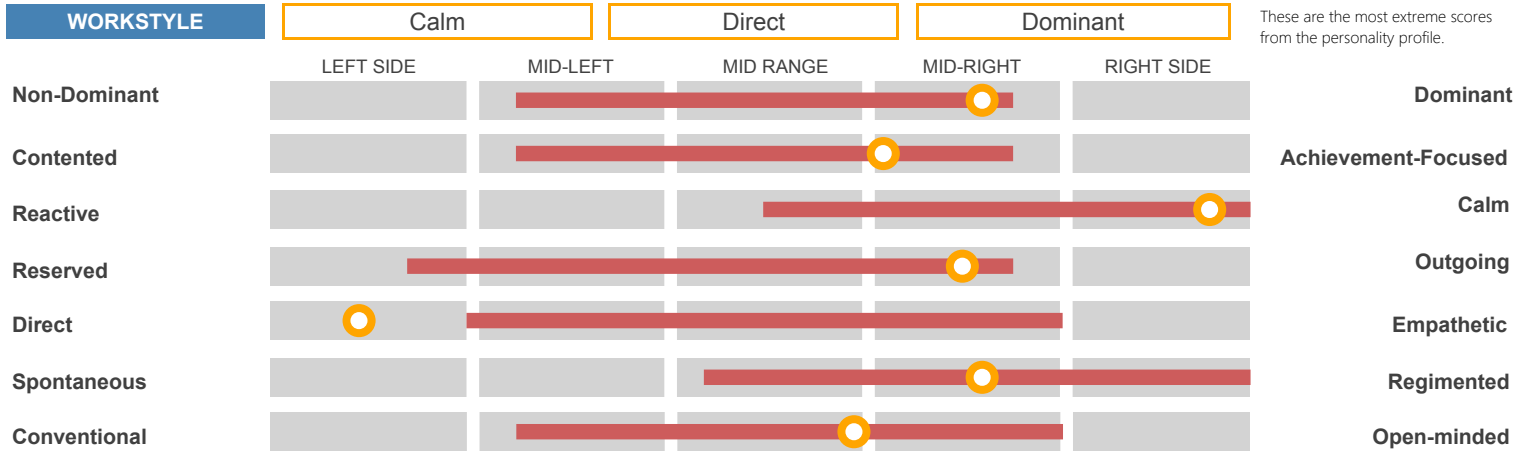 WORKSTYLE Calm Direct Dominant These are the most extreme scores
from the personality profile.
LEFT SIDE MID-LEFT MID RANGE MID-RIGHT RIGHT SIDE
Non-Dominant Dominant
Contented Achievement-Focused
Reactive Calm
Reserved Outgoing
Direct Empathetic
Spontaneous Regimented
Conventional Open-minded